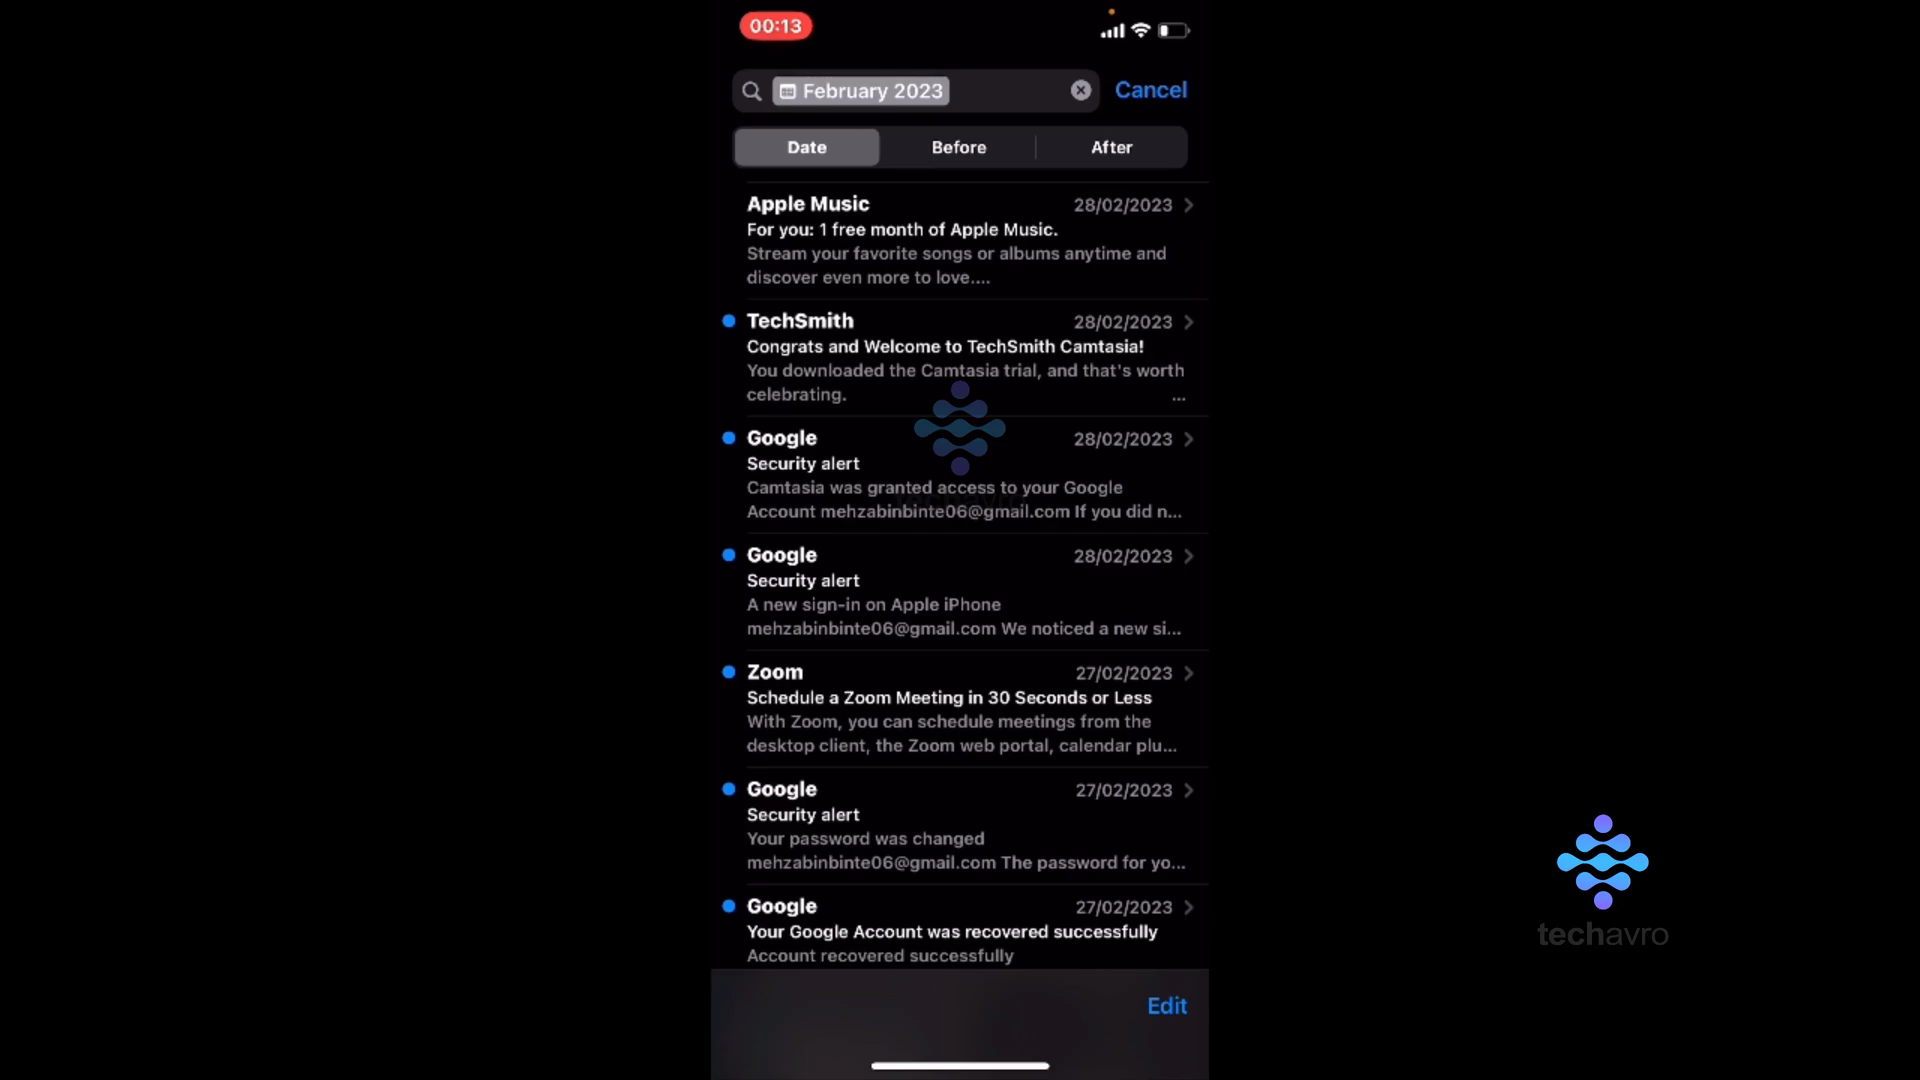 00:13
February 2023
Cancel
Date
Before
After
Apple Music
28/02/2023
For you: 1 free month of Apple Music.
Stream your favorite songs or albums anytime and
discover even more to love....
TechSmith
28/02/2023
Congrats and Welcome to TechSmith Camtasia!
You downloaded the Camtasia trial, and that's worth
celebrating. ...
Google
28/02/2023
Security alert
Camtasia was granted access to your Google
Account mehzabinbinte06@gmail.com If you did n...
techavro
Google
28/02/2023
Security alert
A new sign-in on Apple iPhone
mehzabinbinte06@gmail.com We noticed a new si...
Zoom
27/02/2023
Schedule a Zoom Meeting in 30 Seconds or Less
With Zoom, you can schedule meetings from the
desktop client, the Zoom web portal, calendar plu...
Google
27/02/2023
Security alert
Your password was changed
mehzabinbinte06@gmail.com The password for yo...
Google
27/02/2023
Your Google Account was recovered successfully
Account recovered successfully
Edit
techavro